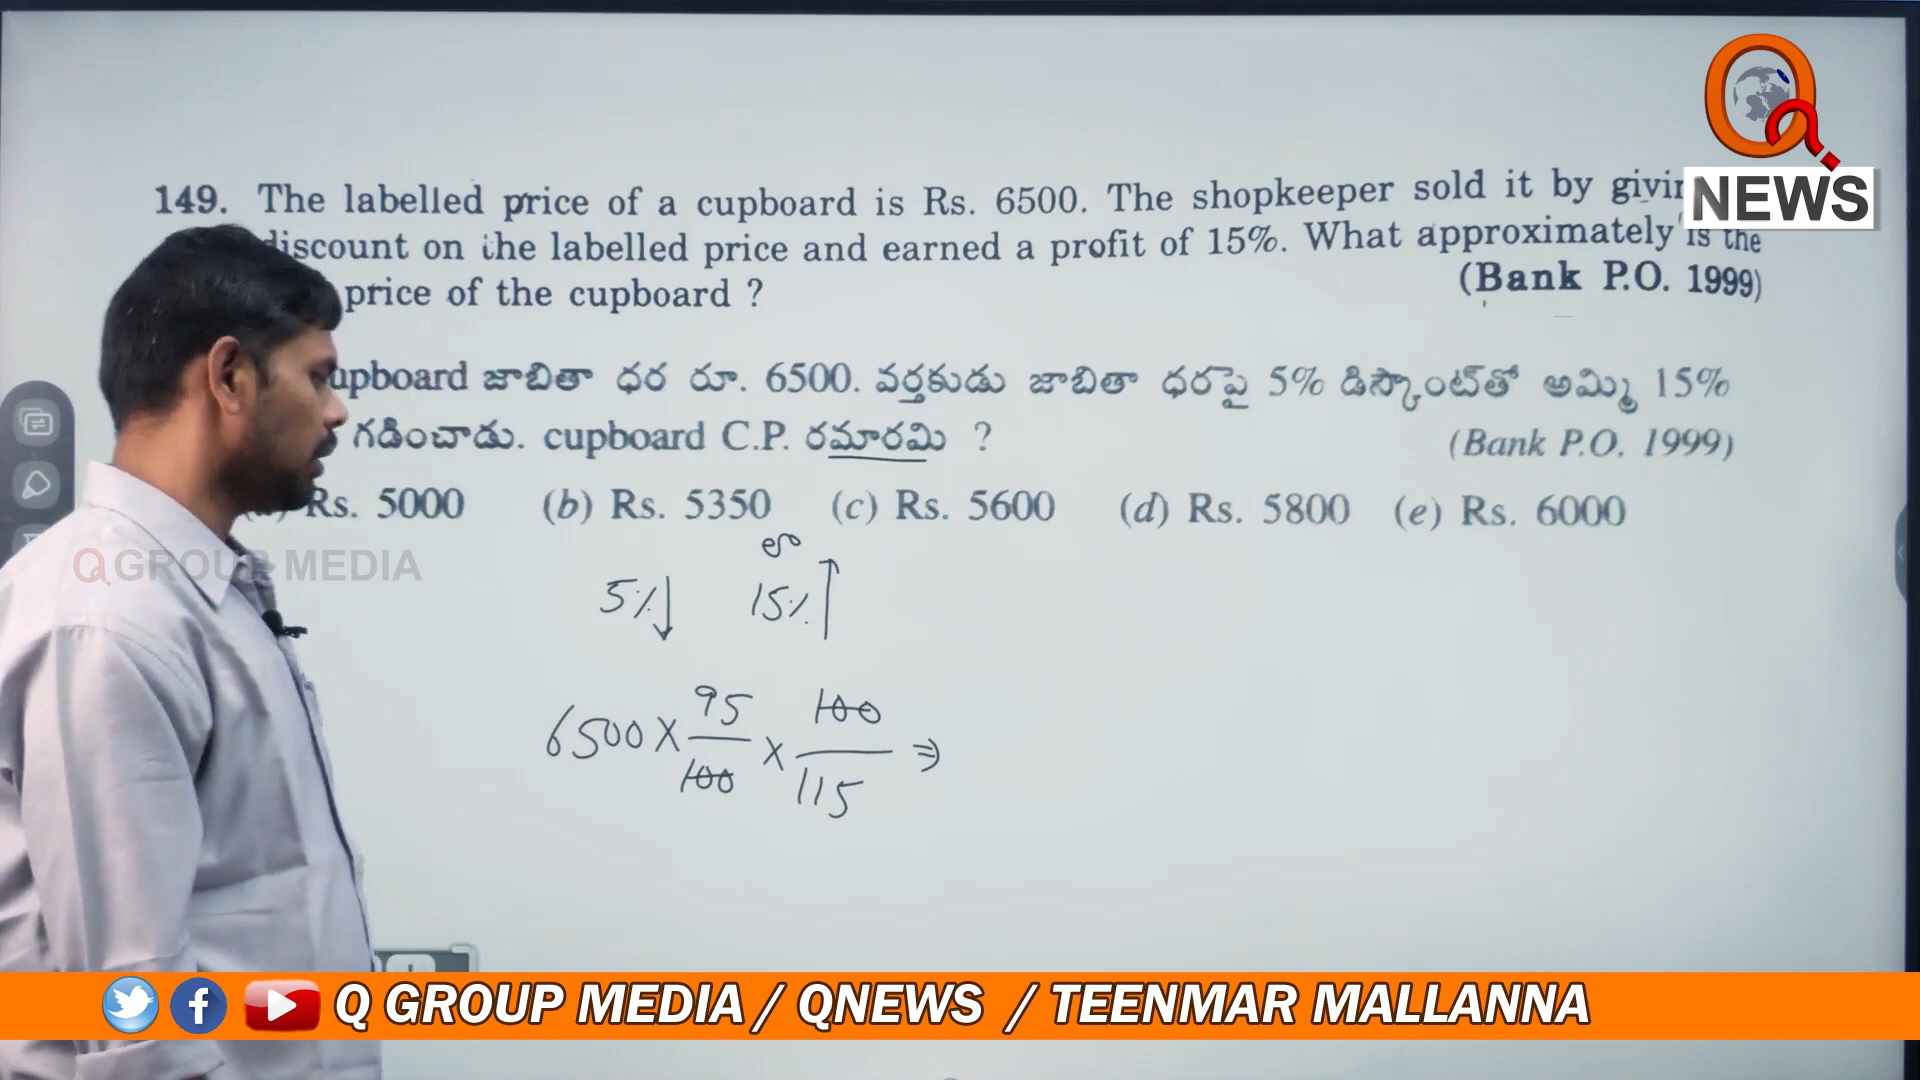 149. The labelled price of a cupboard is Rs. 6500. The shopkeeper sold it by
discount on the labelled price and earned a profit of 15%. What approximately is the
price of the cupboard ?
(Bank P.O. 1999)
cupboard జాబితా ధర రూ. 6500. వర్తకుడు జాబితా ధరపై 5% డిస్కౌంట్‌తో అమ్మి 15%
గడించాడు. cupboard C.P. రమారమి ?
(Bank P.O. 1999)
Rs. 5000 (b) Rs. 5350 (c) Rs. 5600 (d) Rs. 5800 (e) Rs. 6000
5%↓ 15%↑
6500 × 95/100 × 100/115 ⇒
Q NEWS
Q GROUP MEDIA
Q GROUP MEDIA / QNEWS / TEENMAR MALLANNA